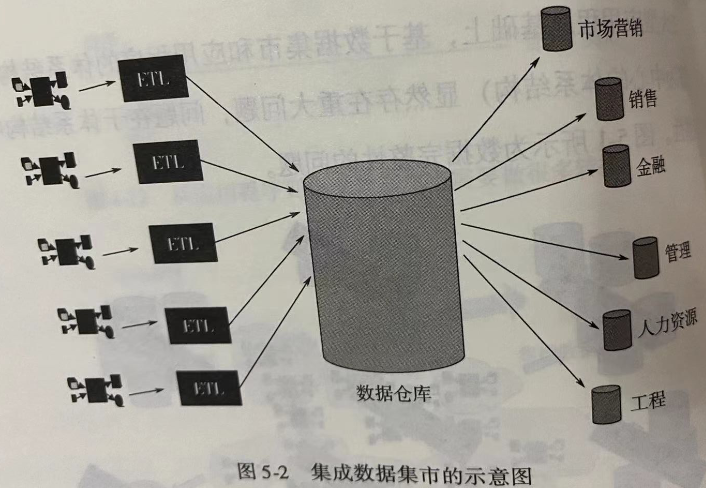 市场营销
ETL
销售
ETL
金融
ETL
管理
ETL
人力资源
ETL
数据仓库
工程
图 5-2 集成数据集市的示意图